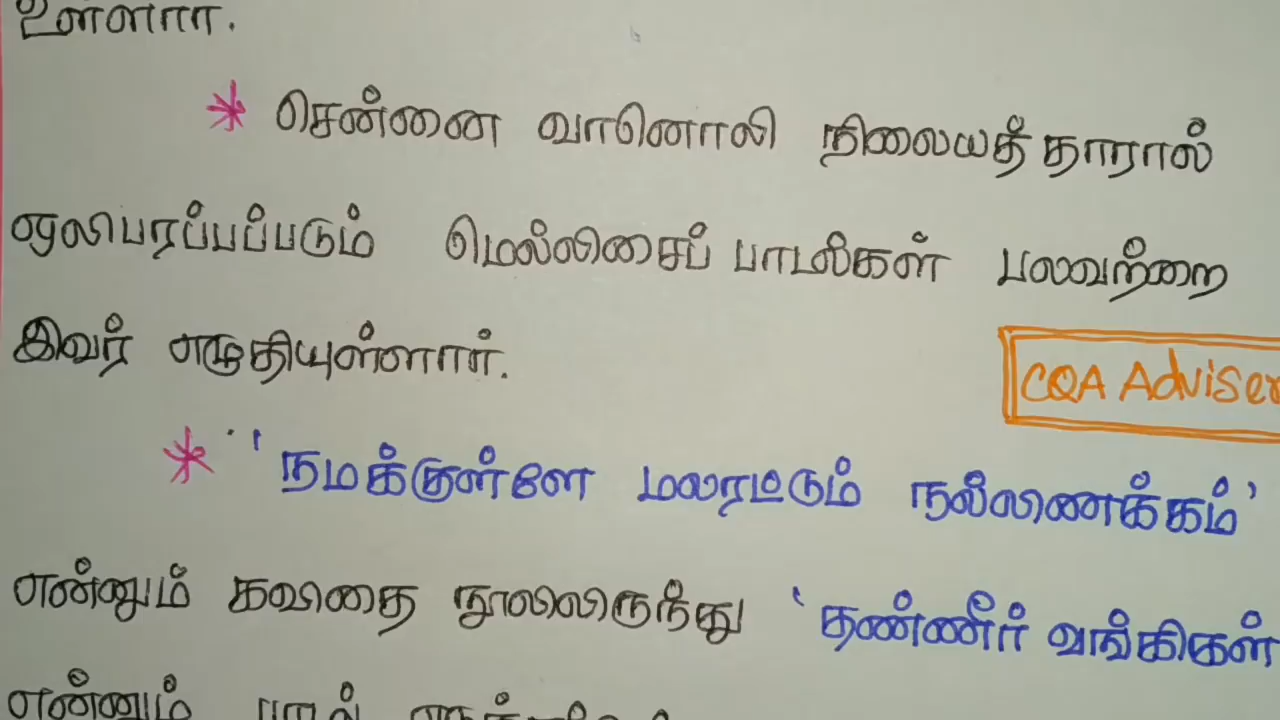 உள்ளார்.
* சென்னை வானொலி நிலையத்தாரால்
ஒலிபரப்பப்படும் மெல்லிசைப் பாடல்கள் பலவற்றை
இவர் எழுதியுள்ளார்.
CQA Adviser
* 'நமக்குள்ளே மலரட்டும் நல்லிணக்கம்'
என்னும் கவிதை நூலிலிருந்து 'தண்ணீர் வங்கிகள்
என்னும்